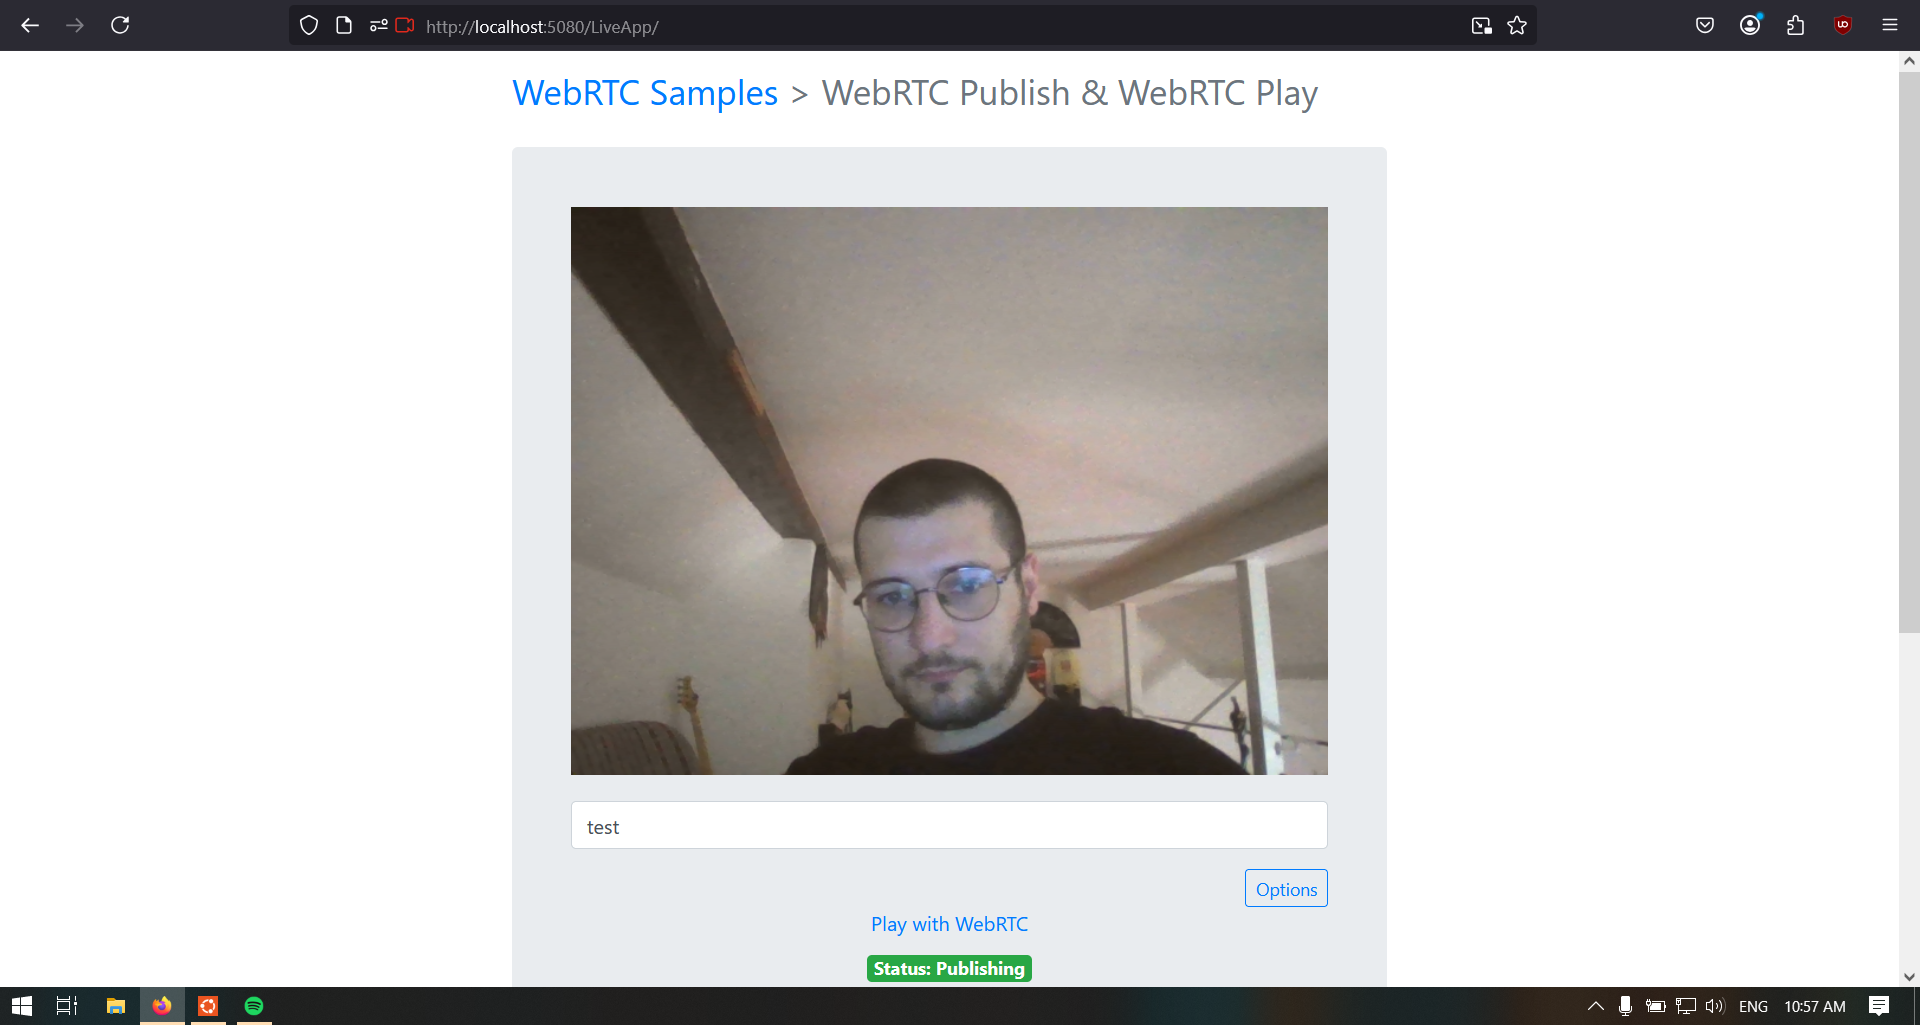 http://localhost:5080/LiveApp/
WebRTC Samples > WebRTC Publish & WebRTC Play
test
Options
Play with WebRTC
Status: Publishing
ENG 10:57 AM